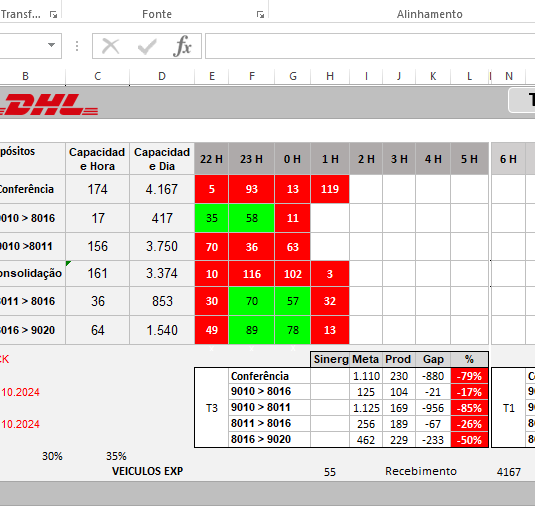 Transf...
Fonte
Alinhamento
fx
B C D E F G H I J K L N
DHL
pósitos Capacidad e Hora Capacidad e Dia 22 H 23 H 0 H 1 H 2 H 3 H 4 H 5 H 6 H
Conferência 174 4.167 5 93 13 119
9010 > 8016 17 417 35 58 11
9010 >8011 156 3.750 70 36 63
onsolidação 161 3.374 10 116 102 3
8011 > 8016 36 853 30 70 57 32
8016 > 9020 64 1.540 49 89 78 13
CK
Sinerg Meta Prod Gap %
Conferência 1.110 230 -880 -79%
10.2024 9010 > 8016 125 104 -21 -17%
T3 9010 > 8011 1.125 169 -956 -85% T1
10.2024 8011 > 8016 256 189 -67 -26%
8016 > 9020 462 229 -233 -50%
30% 35%
VEICULOS EXP 55 Recebimento 4167